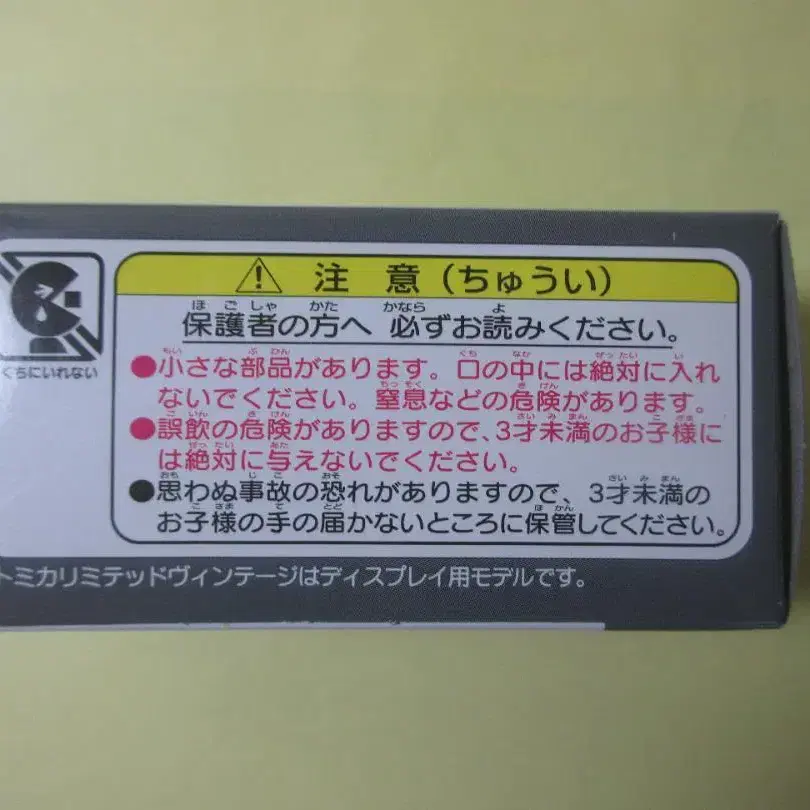 注意(ちゅうい)
保護者の方へ 必ずお読みください。
●小さな部品があります。口の中には絶対に入れ
ないでください。窒息などの危険があります。
●誤飲の危険がありますので、3才未満のお子様に
は絶対に与えないでください。
●思わぬ事故の恐れがありますので、3才未満の
お子様の手の届かないところに保管してください。
くちにいれない
トミカリミテッドヴィンテージはディスプレイ用モデルです。